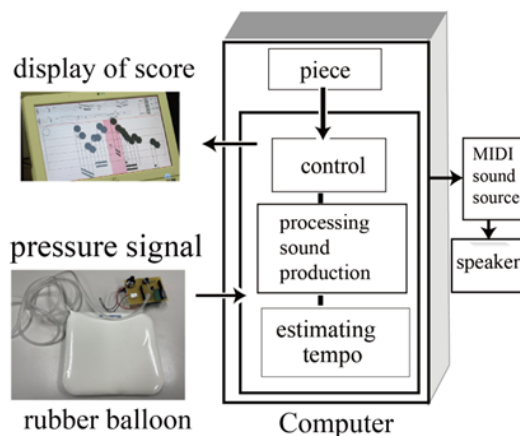 display of score
pressure signal
rubber balloon
piece
control
processing
sound
production
estimating
tempo
Computer
MIDI
sound
source
speaker